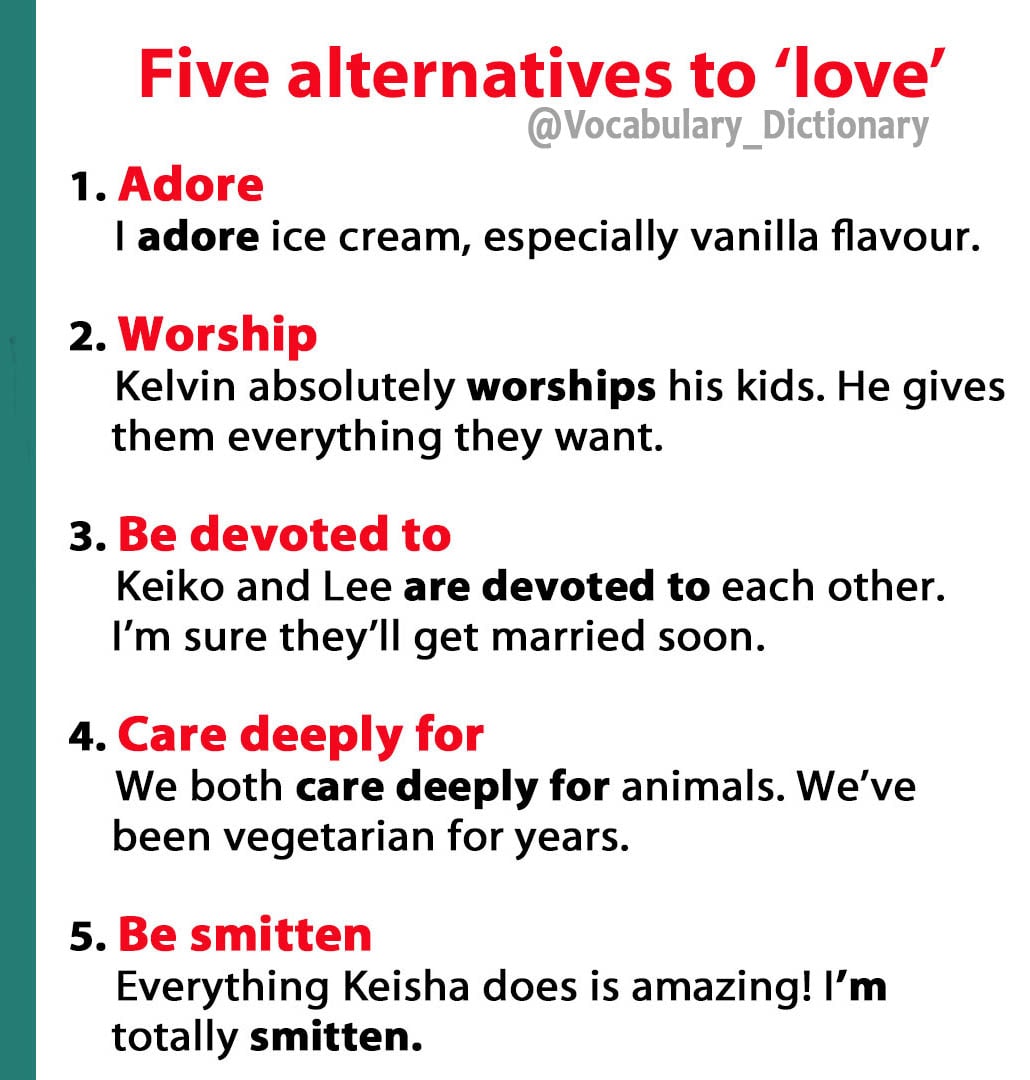 Five alternatives to ‘love’
@Vocabulary_Dictionary
1. Adore
I adore ice cream, especially vanilla flavour.
2. Worship
Kelvin absolutely worships his kids. He gives
them everything they want.
3. Be devoted to
Keiko and Lee are devoted to each other.
I’m sure they’ll get married soon.
4. Care deeply for
We both care deeply for animals. We’ve
been vegetarian for years.
5. Be smitten
Everything Keisha does is amazing! I’m
totally smitten.